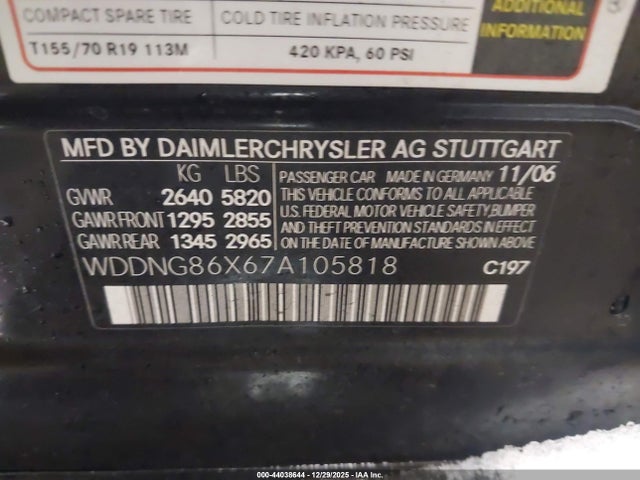 COMPACT SPARE TIRE COLD TIRE INFLATION PRESSURE
T155/70 R19 113M 420 KPA, 60 PSI
ADDITIONAL
INFORMATION
MFD BY DAIMLERCHRYSLER AG STUTTGART
KG LBS
GVWR 2640 5820
GAWR FRONT 1295 2855
GAWR REAR 1345 2965
PASSENGER CAR MADE IN GERMANY 11/06
THIS VEHICLE CONFORMS TO ALL APPLICABLE
U.S. FEDERAL MOTOR VEHICLE SAFETY, BUMPER
AND THEFT PREVENTION STANDARDS IN EFFECT
ON THE DATE OF MANUFACTURE SHOWN ABOVE.
WDDNG86X67A105818 C197
000-44038644 12/29/2025 IAAI.COM